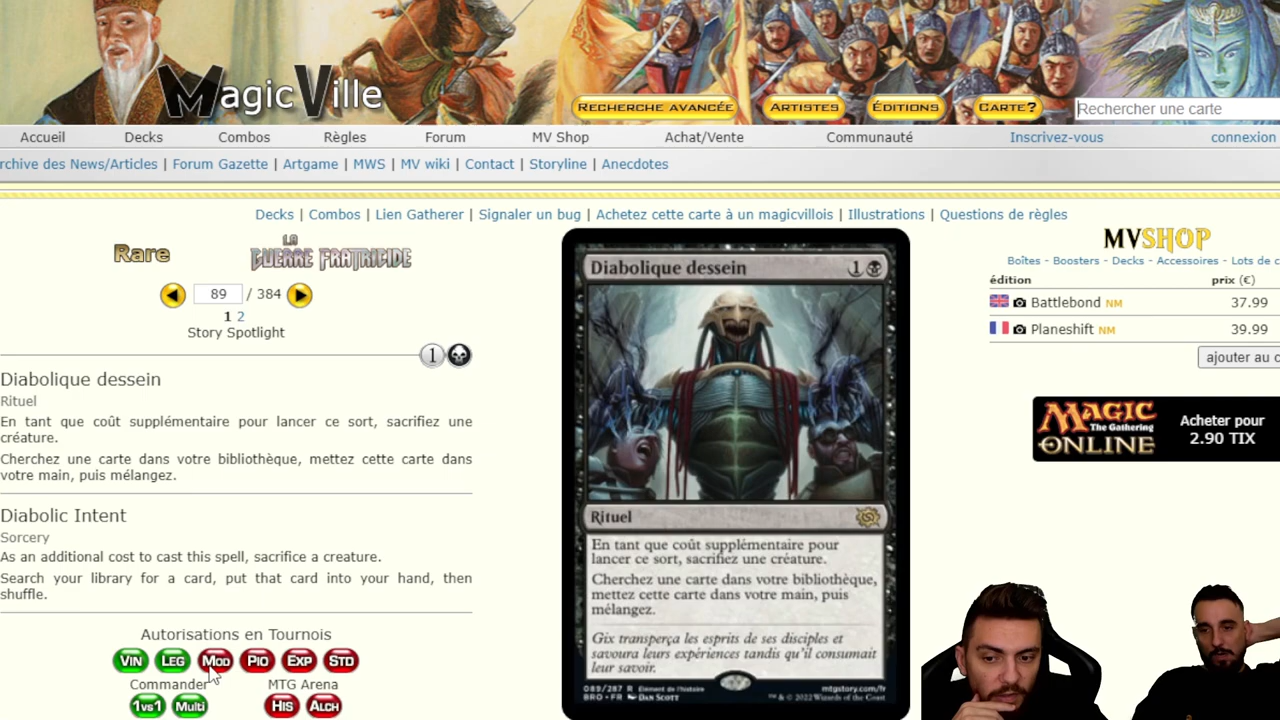 MagicVille
RECHERCHE AVANCÉE
ARTISTES
ÉDITIONS
CARTE?
Rechercher une carte
Accueil Decks Combos Règles Forum MV Shop Achat/Vente Communauté Inscrivez-vous connexion
rchive des News/Articles | Forum Gazette | Artgame | MWS | MV wiki | Contact | Storyline | Anecdotes
Decks | Combos | Lien Gatherer | Signaler un bug | Achetez cette carte à un magicvillois | Illustrations | Questions de règles
Rare
LA
GUERRE FRATRICIDE
89 / 384
1 2
Story Spotlight
1
Diabolique dessein
Rituel
En tant que coût supplémentaire pour lancer ce sort, sacrifiez une
créature.
Cherchez une carte dans votre bibliothèque, mettez cette carte dans
votre main, puis mélangez.
Diabolic Intent
Sorcery
As an additional cost to cast this spell, sacrifice a creature.
Search your library for a card, put that card into your hand, then
shuffle.
Autorisations en Tournois
VIN LEG MOD PIO EXP STD
Commander MTG Arena
1vs1 Multi HIS ALCH
Diabolique dessein 1
Rituel
En tant que coût supplémentaire pour
lancer ce sort, sacrifiez une créature.
Cherchez une carte dans votre bibliothèque,
mettez cette carte dans votre main, puis
mélangez.
Gix transperça les esprits de ses disciples et
savoura leurs expériences tandis qu'il consumait
leur savoir.
089/287 R Élément de l'histoire mtgstory.com/fr
BRO • FR DAN SCOTT ™ & © 2022 Wizards of the Coast
MVSHOP
Boîtes - Boosters - Decks - Accessoires - Lots de c
édition prix (€)
Battlebond NM 37.99
Planeshift NM 39.99
ajouter au c
MAGIC
The Gathering
ONLINE
Acheter pour
2.90 TIX